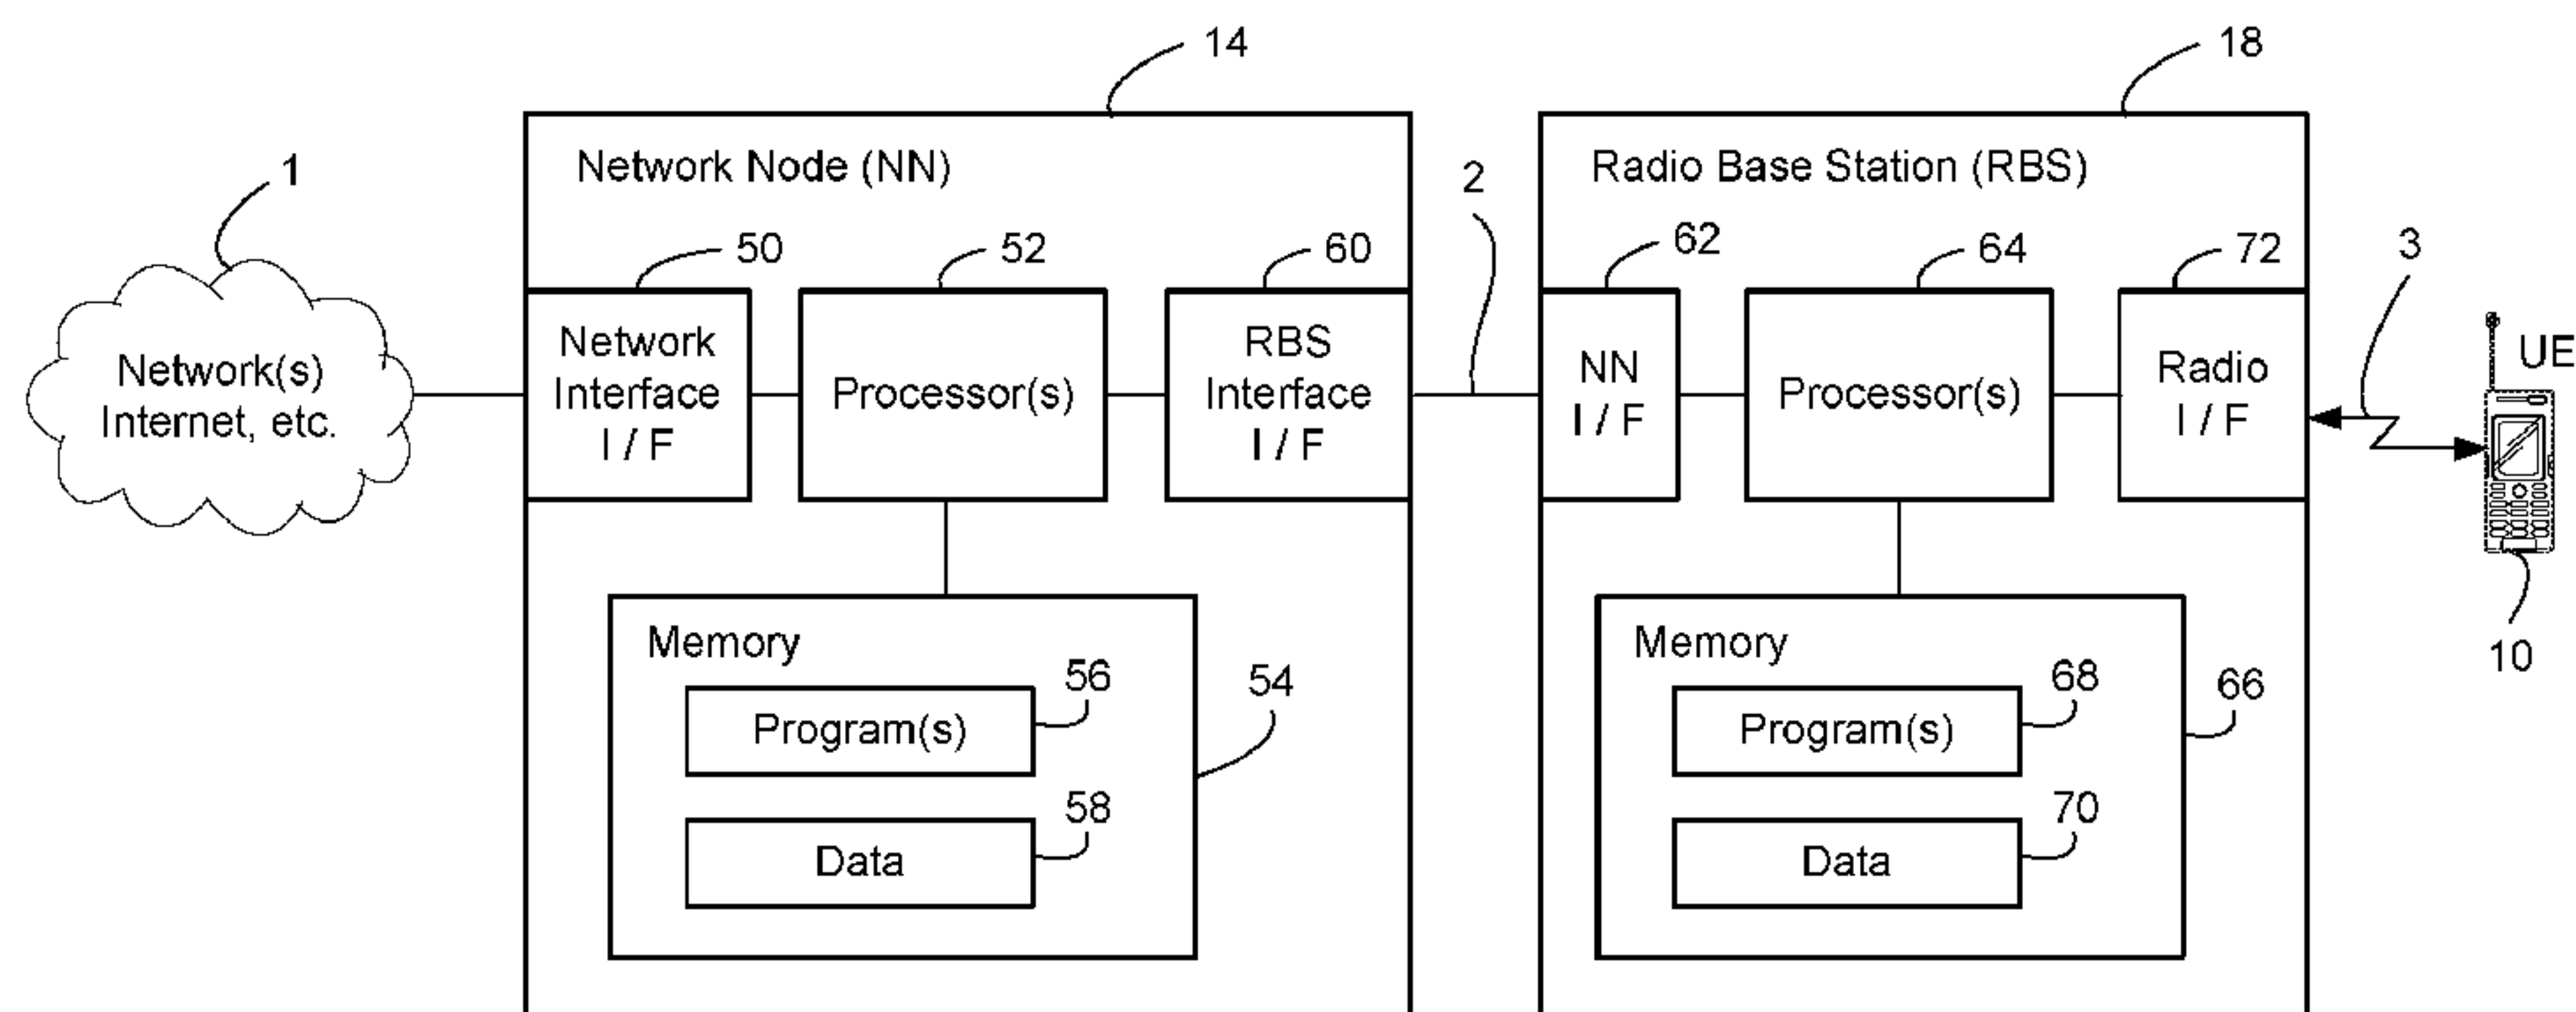 14
18
1
Network Node (NN)
2
Radio Base Station (RBS)
50
52
60
62
64
3
72
Network(s)
Internet, etc.
Network
Interface
I / F
Processor(s)
RBS
Interface
I / F
NN
I / F
Processor(s)
Radio
I / F
UE
10
Memory
56
54
Program(s)
58
Data
Memory
68
66
Program(s)
70
Data